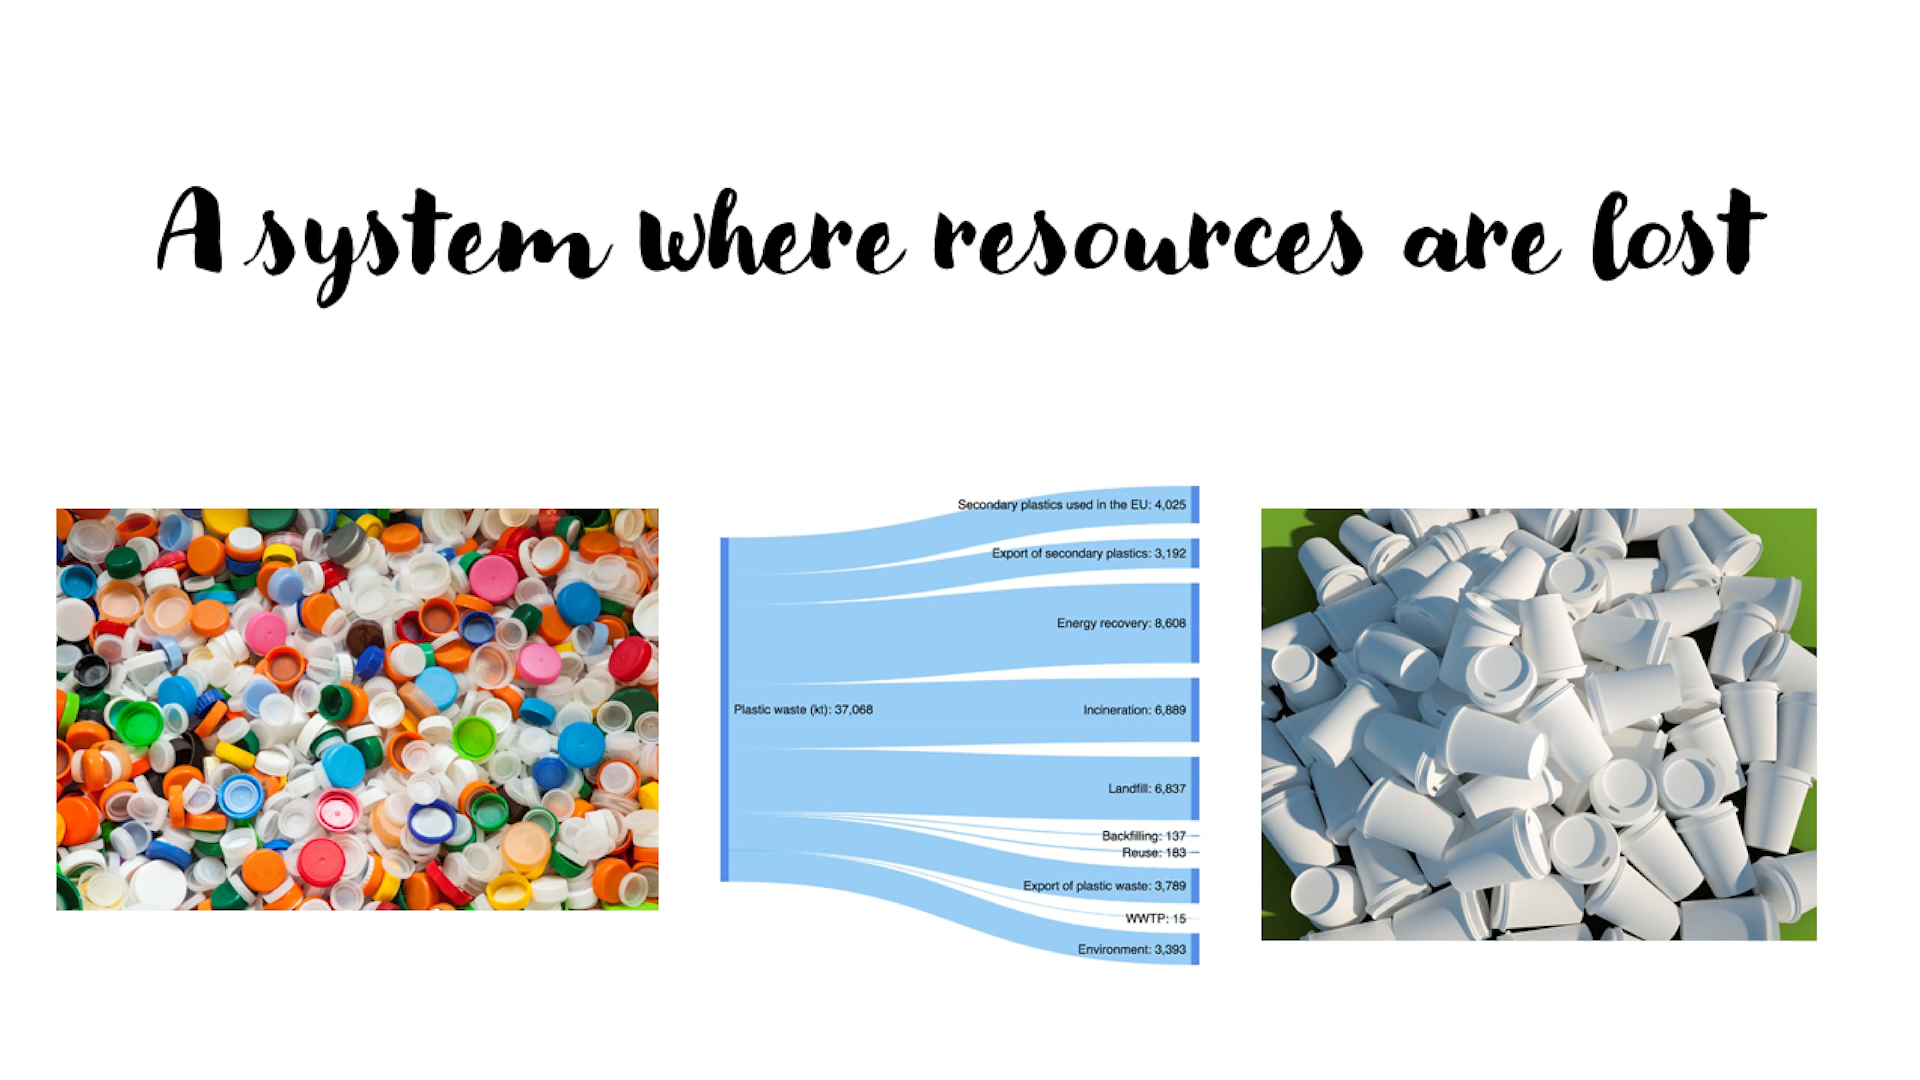 A system where resources are lost
Secondary plastics used in the EU: 4,025
Export of secondary plastics: 3,192
Energy recovery: 8,608
Plastic waste (kt): 37,068
Incineration: 6,889
Landfill: 6,837
Backfilling: 137
Reuse: 183
Export of plastic waste: 3,789
WWTP: 15
Environment: 3,393